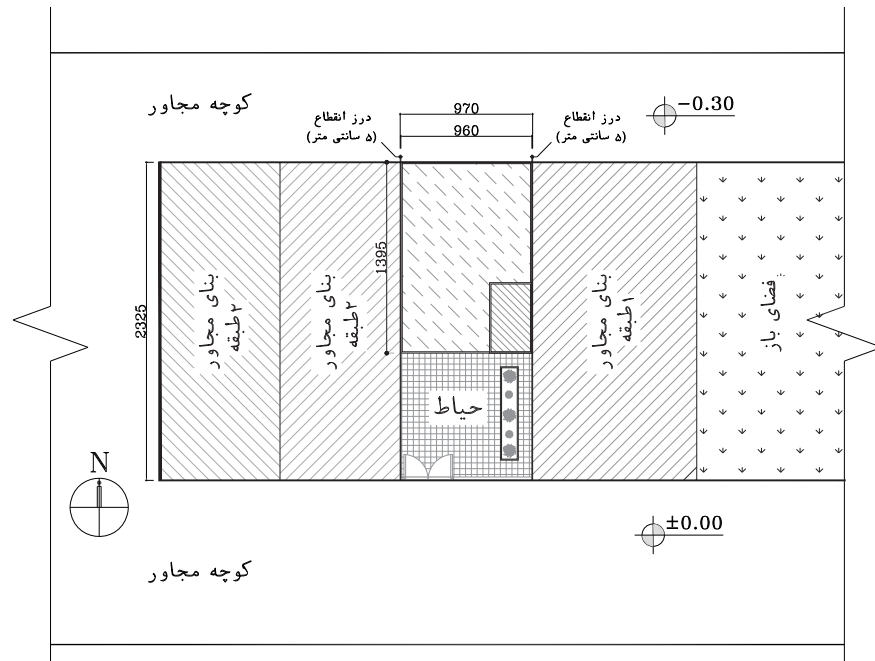 کوچه مجاور
970
960
درز انقطاع
(۵ سانتی متر)
درز انقطاع
(۵ سانتی متر)
-0.30
2325
1395
بنای مجاور
۲طبقه
بنای مجاور
۲طبقه
بنای مجاور
۱طبقه
فضای باز
حیاط
N
±0.00
کوچه مجاور